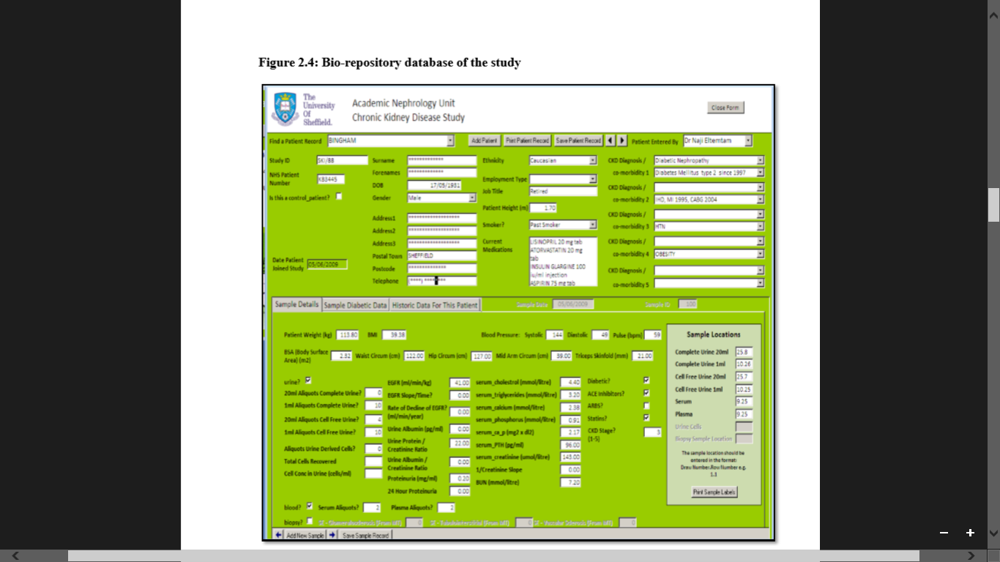 Figure 2.4: Bio-repository database of the study
The
University
Of
Sheffield.
Academic Nephrology Unit
Chronic Kidney Disease Study
Close Form
Find a Patient Record BINGHAM Add Patient Print Patient Record Save Patient Record Patient Entered By Dr Naji Eltemtam
Study ID SKI/BB
NHS Patient Number KB3445
Is this a control_patient?
Date Patient Joined Study 05/06/2009
Surname *************
Forenames *************
DOB 17/05/1931
Gender Male
Address1 ******************
Address2 ******************
Address3 ******************
Postal Town SHEFFIELD
Postcode **************
Telephone
Ethnicity Caucasian
Employment Type
Job Title Retired
Patient Height (m) 1.70
Smoker? Past Smoker
Current Medications
LISINOPRIL 20 mg tab
ATORVASTATIN 20 mg
tab
INSULIN GLARGINE 100
iu/ml injection
ASPIRIN 75 mg tab
CKD Diagnosis / Diabetic Nephropathy
co-morbidity 1 Diabetes Mellitus type 2 since 1997
CKD Diagnosis /
co-morbidity 2 IHD, MI 1995, CABG 2004
CKD Diagnosis /
co-morbidity 3 HTN
CKD Diagnosis /
co-morbidity 4 OBESITY
CKD Diagnosis /
co-morbidity 5
Sample Details Sample Diabetic Data Historic Data For This Patient Sample Date 05/06/2009 Sample ID 100
Patient Weight (kg) 113.80 BMI 39.38 Blood Pressure: Systolic 144 Diastolic 49 Pulse (bpm) 59
BSA (Body Surface Area) (m2) 2.32 Waist Circum (cm) 122.00 Hip Circum (cm) 127.00 Mid Arm Circum (cm) 39.00 Triceps Skinfold (mm) 21.00
urine?
20ml Aliquots Complete Urine? 0
1ml Aliquots Complete Urine? 10
20ml Aliquots Cell Free Urine? 4
1ml Aliquots Cell Free Urine? 10
Aliquots Urine Derived Cells? 0
Total Cells Recovered
Cell Conc in Urine (cells/ml)
EGFR (ml/min/kg) 41.00
EGFR Slope/Time? 0.00
Rate of Decline of EGFR? (ml/min/year) 0.00
Urine Albumin (pg/ml) 0.00
Urine Protein / Creatinine Ratio 22.00
Urine Albumin / Creatinine Ratio 0.00
Proteinuria (mg/ml) 0.20
24 Hour Proteinuria 0.00
serum_cholestrol (mmol/litre) 4.40
serum_triglycerides (mmol/litre) 3.20
serum_calcium (mmol/litre) 2.38
serum_phosphorus (mmol/litre) 0.91
serum_ca_p (mg2 x dl2) 2.17
serum_PTH (pg/ml) 96.00
serum_creatinine (umol/litre) 143.00
1/Creatinine Slope 0.00
BUN (mmol/litre) 7.20
Diabetic?
ACE Inhibitors?
ARBS?
Statins?
CKD Stage? (1-5) 3
Sample Locations
Complete Urine 20ml 25.8
Complete Urine 1ml 10.26
Cell Free Urine 20ml 25.7
Cell Free Urine 1ml 10.25
Serum 9.25
Plasma 9.25
Urine Cells
Biopsy Sample Location
The sample location should be
entered in the format:
Draw Number.Row Number e.g.
1.1
Print Sample Labels
blood? Serum Aliquots? 2 Plasma Aliquots? 2
biopsy? 0 0 0
Add New Sample Save Sample Record